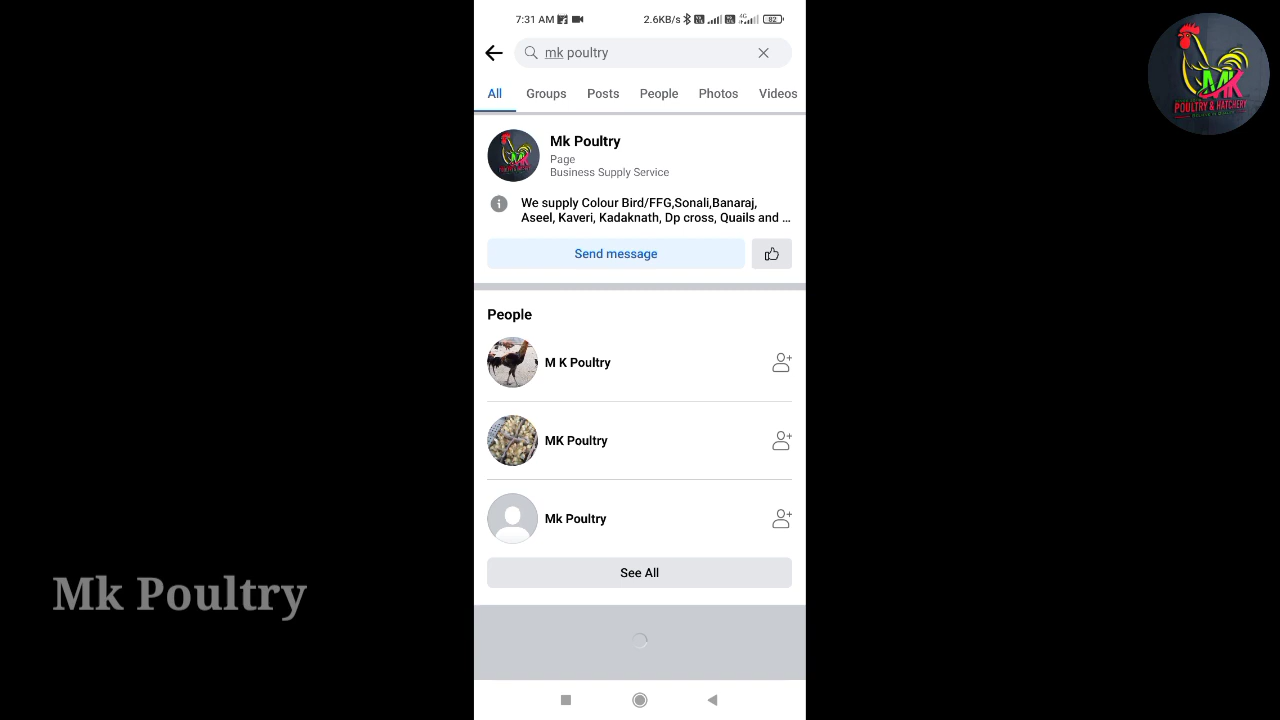 7:31 AM
2.6KB/s
4G
82
mk poultry
All
Groups
Posts
People
Photos
Videos
Mk Poultry
Page
Business Supply Service
We supply Colour Bird/FFG,Sonali,Banaraj,
Aseel, Kaveri, Kadaknath, Dp cross, Quails and ...
Send message
People
M K Poultry
MK Poultry
Mk Poultry
See All
Mk Poultry
MK
POULTRY & HATCHERY